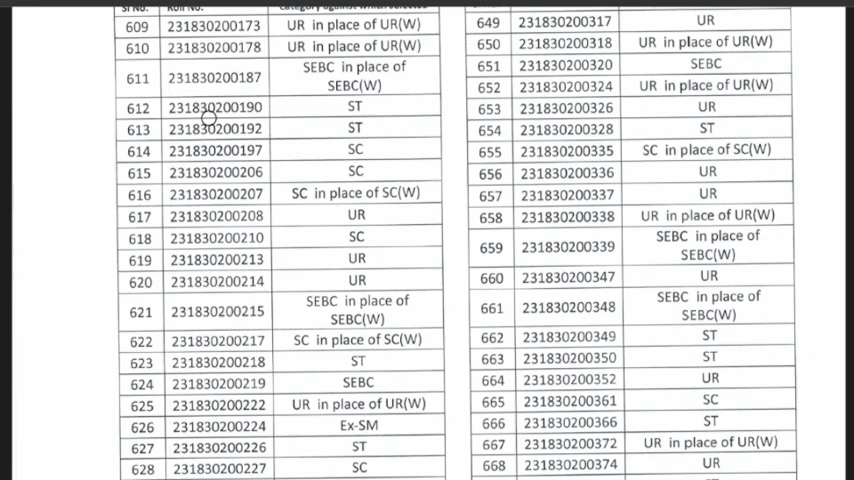 Sl No. Roll No. Category against which selected
609 231830200173 UR in place of UR(W)
610 231830200178 UR in place of UR(W)
611 231830200187 SEBC in place of
SEBC(W)
612 231830200190 ST
613 231830200192 ST
614 231830200197 SC
615 231830200206 SC
616 231830200207 SC in place of SC(W)
617 231830200208 UR
618 231830200210 SC
619 231830200213 UR
620 231830200214 UR
621 231830200215 SEBC in place of
SEBC(W)
622 231830200217 SC in place of SC(W)
623 231830200218 ST
624 231830200219 SEBC
625 231830200222 UR in place of UR(W)
626 231830200224 Ex-SM
627 231830200226 ST
628 231830200227 SC
649 231830200317 UR
650 231830200318 UR in place of UR(W)
651 231830200320 SEBC
652 231830200324 UR in place of UR(W)
653 231830200326 UR
654 231830200328 ST
655 231830200335 SC in place of SC(W)
656 231830200336 UR
657 231830200337 UR
658 231830200338 UR in place of UR(W)
659 231830200339 SEBC in place of
SEBC(W)
660 231830200347 UR
661 231830200348 SEBC in place of
SEBC(W)
662 231830200349 ST
663 231830200350 ST
664 231830200352 UR
665 231830200361 SC
666 231830200366 ST
667 231830200372 UR in place of UR(W)
668 231830200374 UR